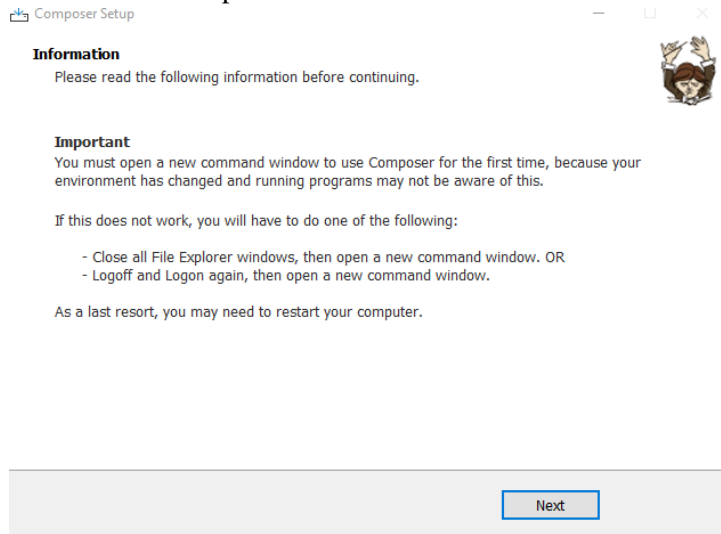 Composer Setup
Information
Please read the following information before continuing.
Important
You must open a new command window to use Composer for the first time, because your
environment has changed and running programs may not be aware of this.
If this does not work, you will have to do one of the following:
- Close all File Explorer windows, then open a new command window. OR
- Logoff and Logon again, then open a new command window.
As a last resort, you may need to restart your computer.
Next